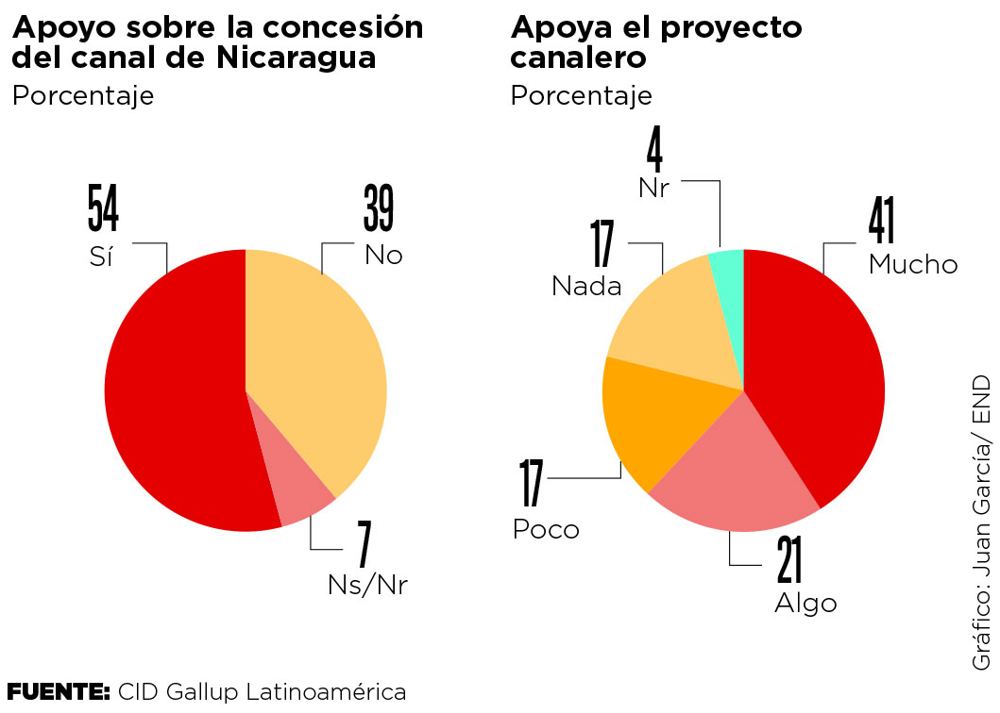 Apoyo sobre la concesión
del canal de Nicaragua
Porcentaje
54
Sí
39
No
7
Ns/Nr
Apoya el proyecto
canalero
Porcentaje
4
Nr
41
Mucho
17
Nada
17
Poco
21
Algo
Gráfico: Juan García/ END
FUENTE: CID Gallup Latinoamérica